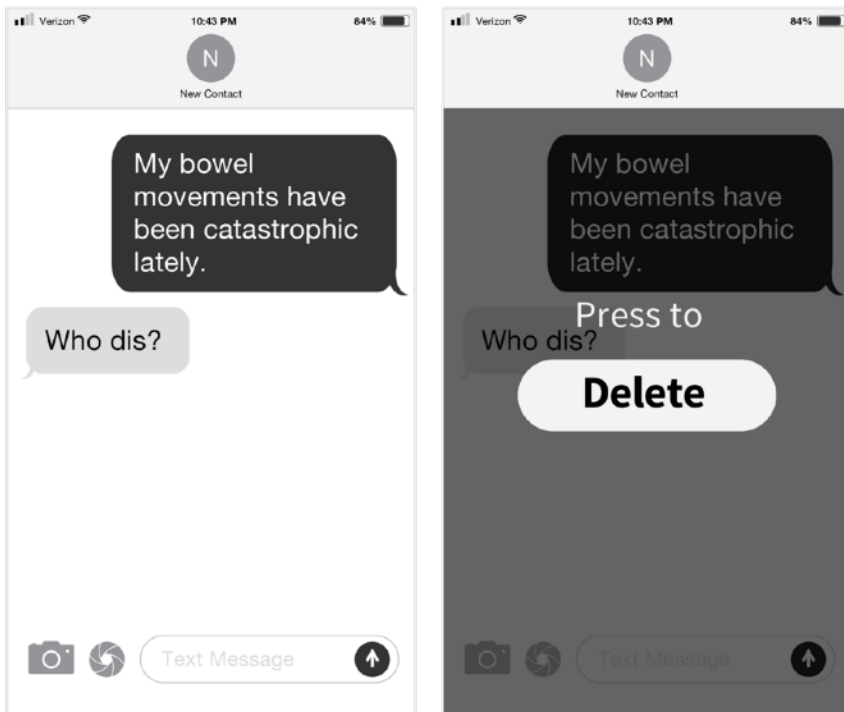 Verizon 10:43 PM 84%
N
New Contact
My bowel
movements have
been catastrophic
lately.
Who dis?
Text Message
Verizon 10:43 PM 84%
N
New Contact
My bowel
movements have
been catastrophic
lately.
Press to
Who dis?
Delete
Text Message